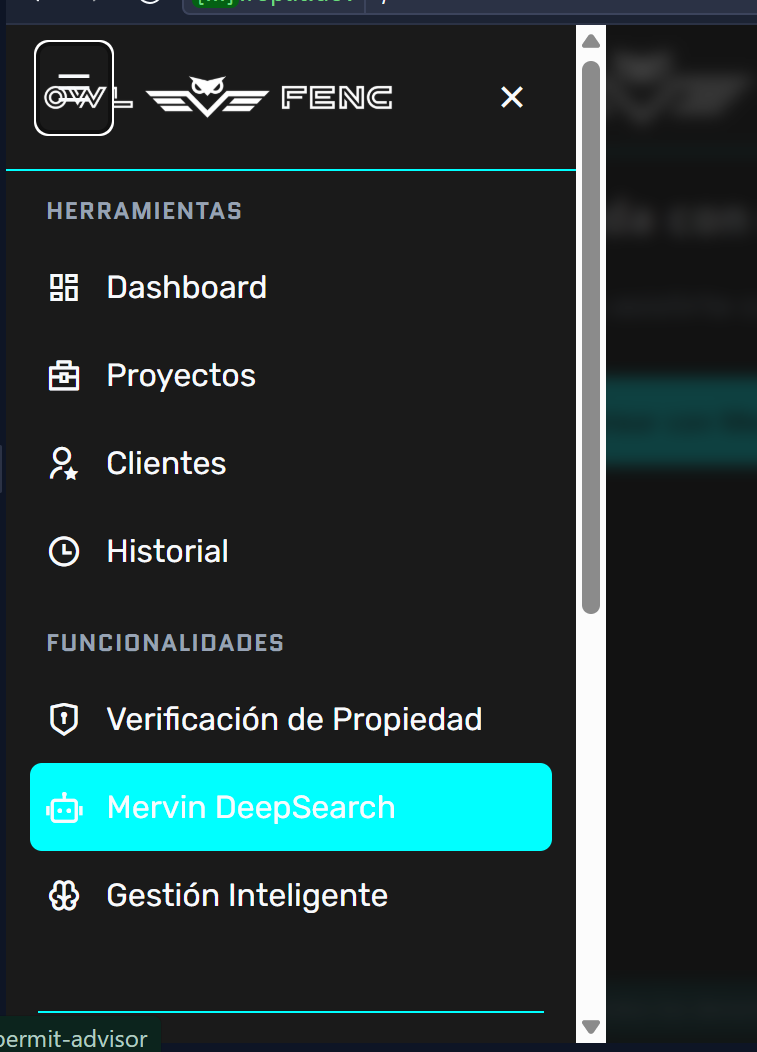 OWL FENC
HERRAMIENTAS
Dashboard
Proyectos
Clientes
Historial
FUNCIONALIDADES
Verificación de Propiedad
Mervin DeepSearch
Gestión Inteligente
permit-advisor